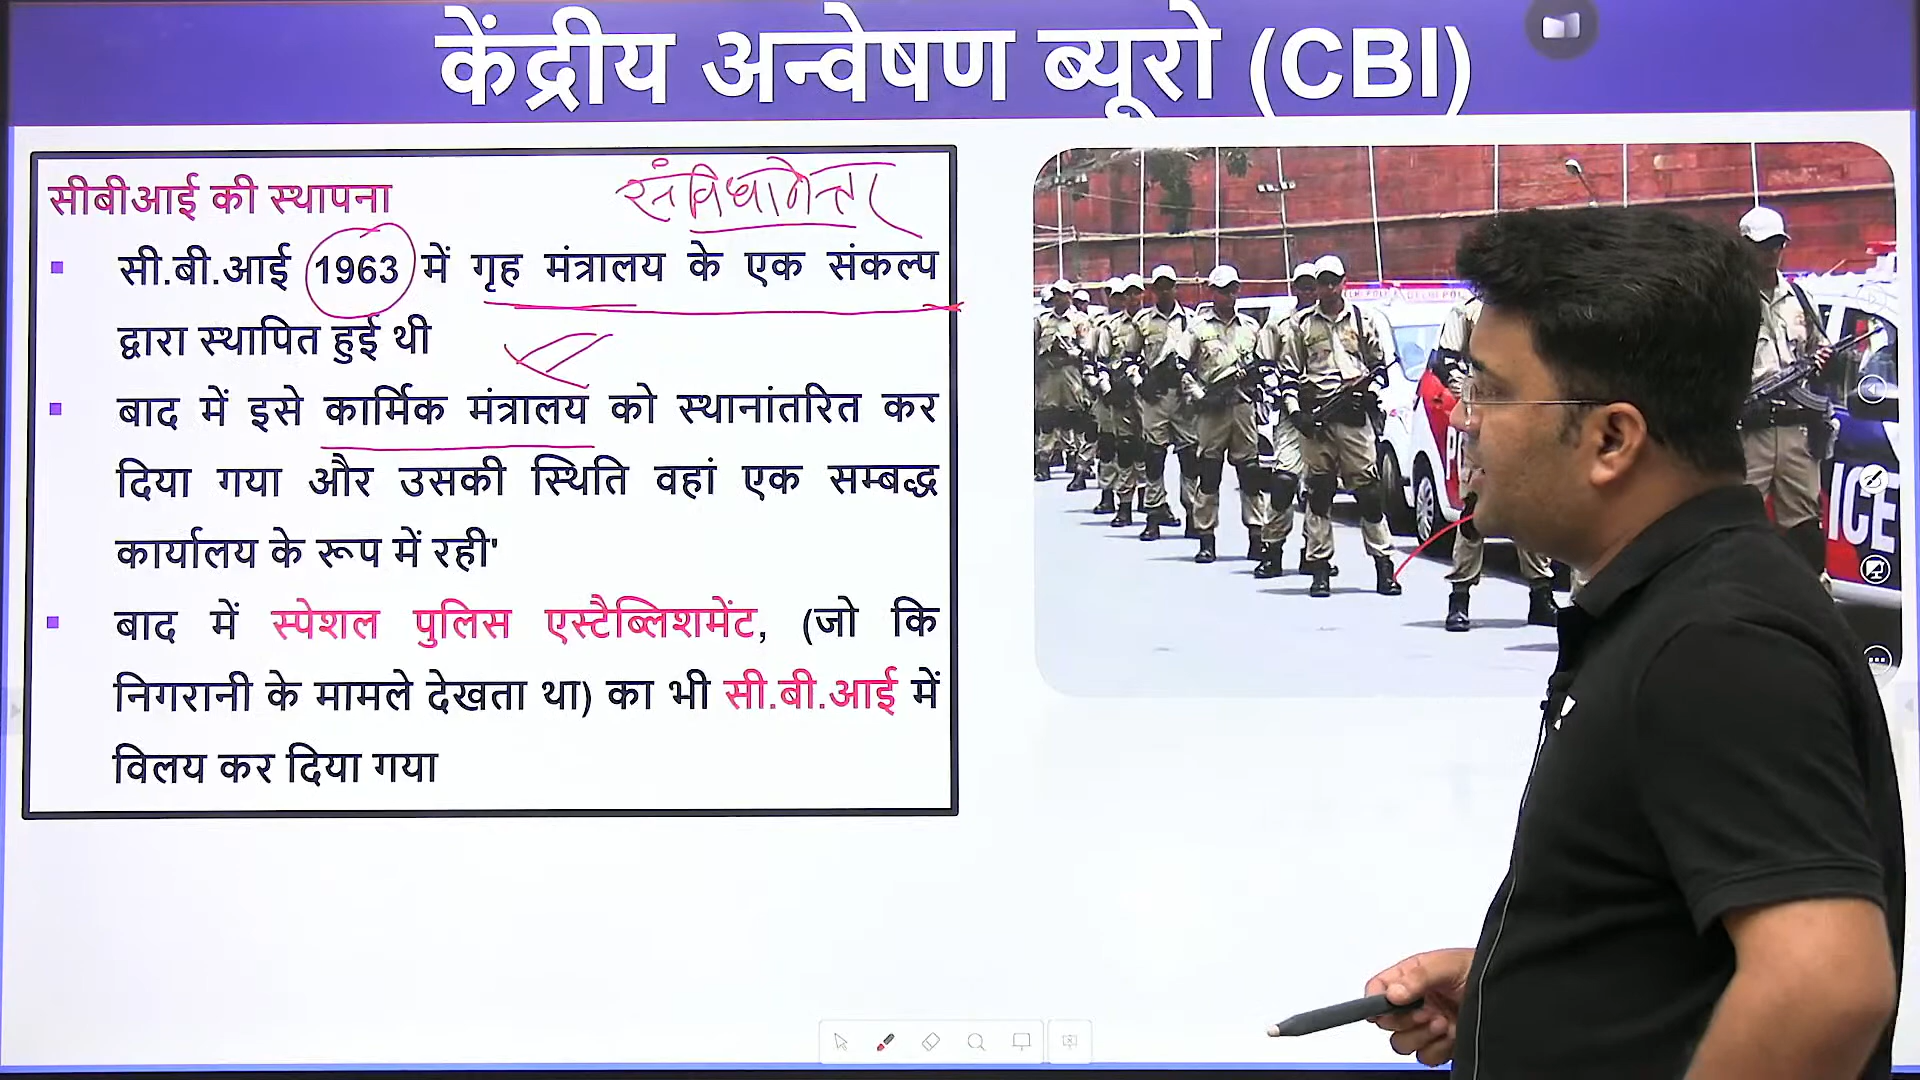 केंद्रीय अन्वेषण ब्यूरो (CBI)
सीबीआई की स्थापना
संविधानेत्तर
▪ सी.बी.आई 1963 में गृह मंत्रालय के एक संकल्प
द्वारा स्थापित हुई थी
▪ बाद में इसे कार्मिक मंत्रालय को स्थानांतरित कर
दिया गया और उसकी स्थिति वहां एक सम्बद्ध
कार्यालय के रूप में रही'
▪ बाद में स्पेशल पुलिस एस्टैब्लिशमेंट, (जो कि
निगरानी के मामले देखता था) का भी सी.बी.आई में
विलय कर दिया गया
ICE